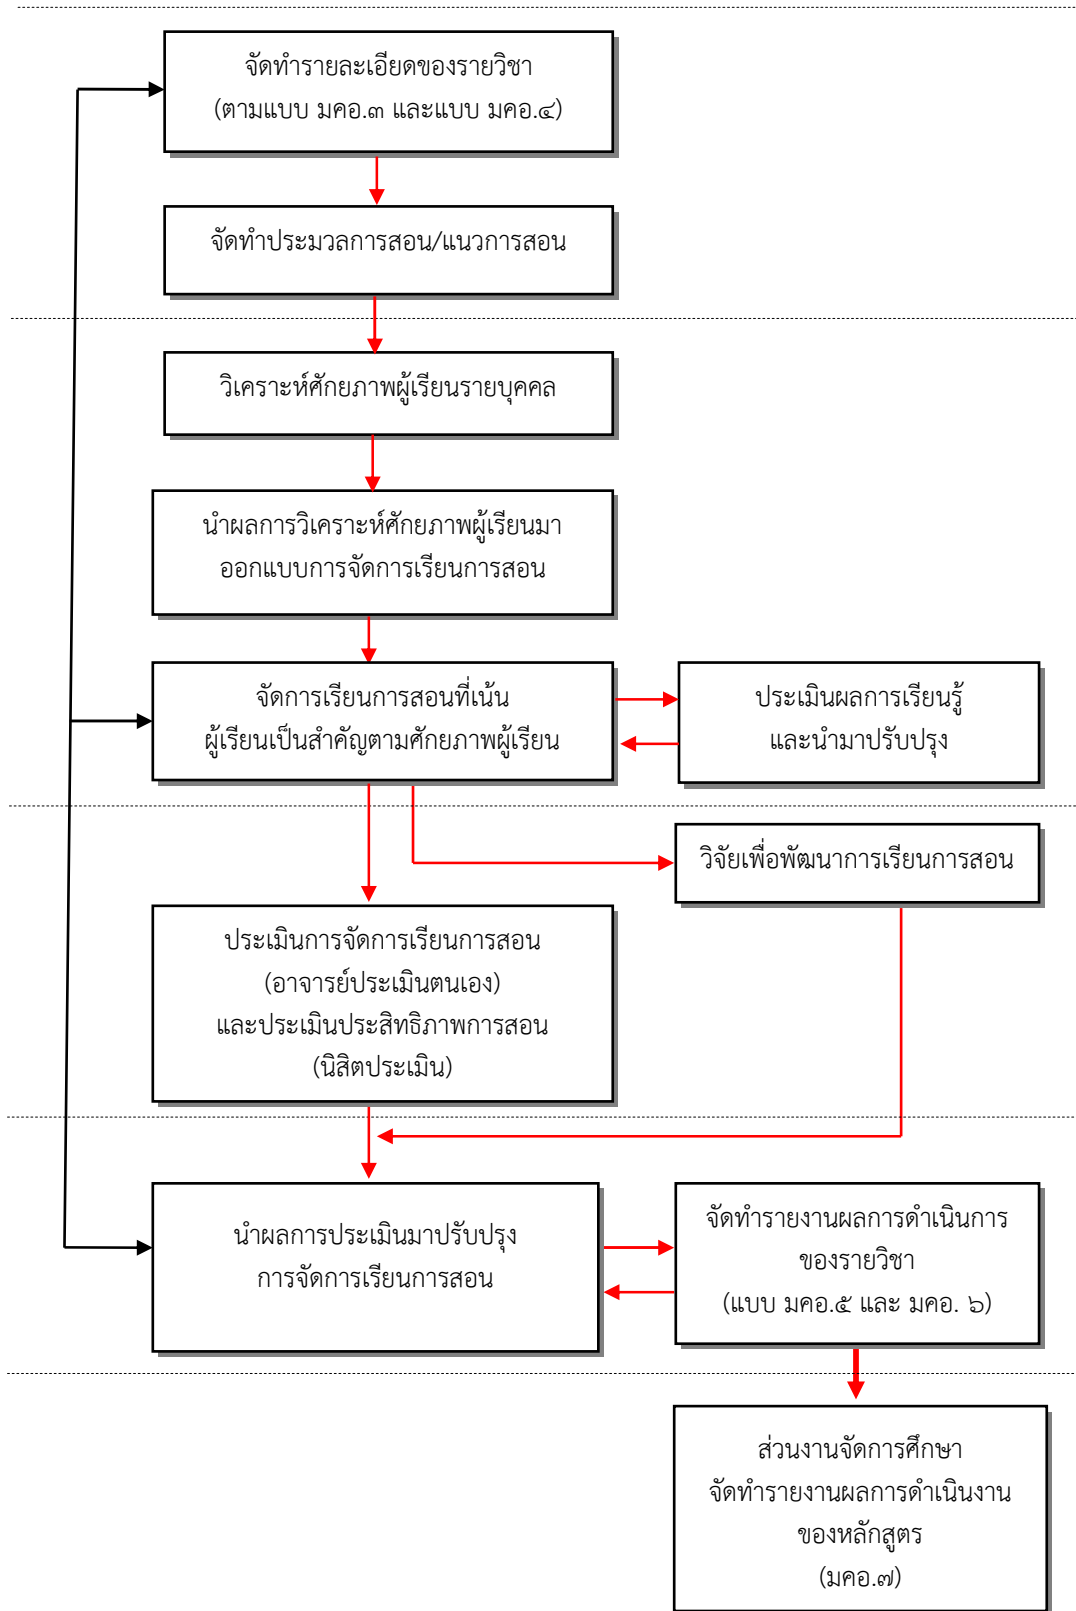 จัดทำรายละเอียดของรายวิชา
(ตามแบบ มคอ.๓ และแบบ มคอ.๔)
จัดทำประมวลการสอน/แนวการสอน
วิเคราะห์ศักยภาพผู้เรียนรายบุคคล
นำผลการวิเคราะห์ศักยภาพผู้เรียนมา
ออกแบบการจัดการเรียนการสอน
จัดการเรียนการสอนที่เน้น
ผู้เรียนเป็นสำคัญตามศักยภาพผู้เรียน
ประเมินผลการเรียนรู้
และนำมาปรับปรุง
วิจัยเพื่อพัฒนาการเรียนการสอน
ประเมินการจัดการเรียนการสอน
(อาจารย์ประเมินตนเอง)
และประเมินประสิทธิภาพการสอน
(นิสิตประเมิน)
นำผลการประเมินมาปรับปรุง
การจัดการเรียนการสอน
จัดทำรายงานผลการดำเนินการ
ของรายวิชา
(แบบ มคอ.๕ และ มคอ. ๖)
ส่วนงานจัดการศึกษา
จัดทำรายงานผลการดำเนินงาน
ของหลักสูตร
(มคอ.๗)